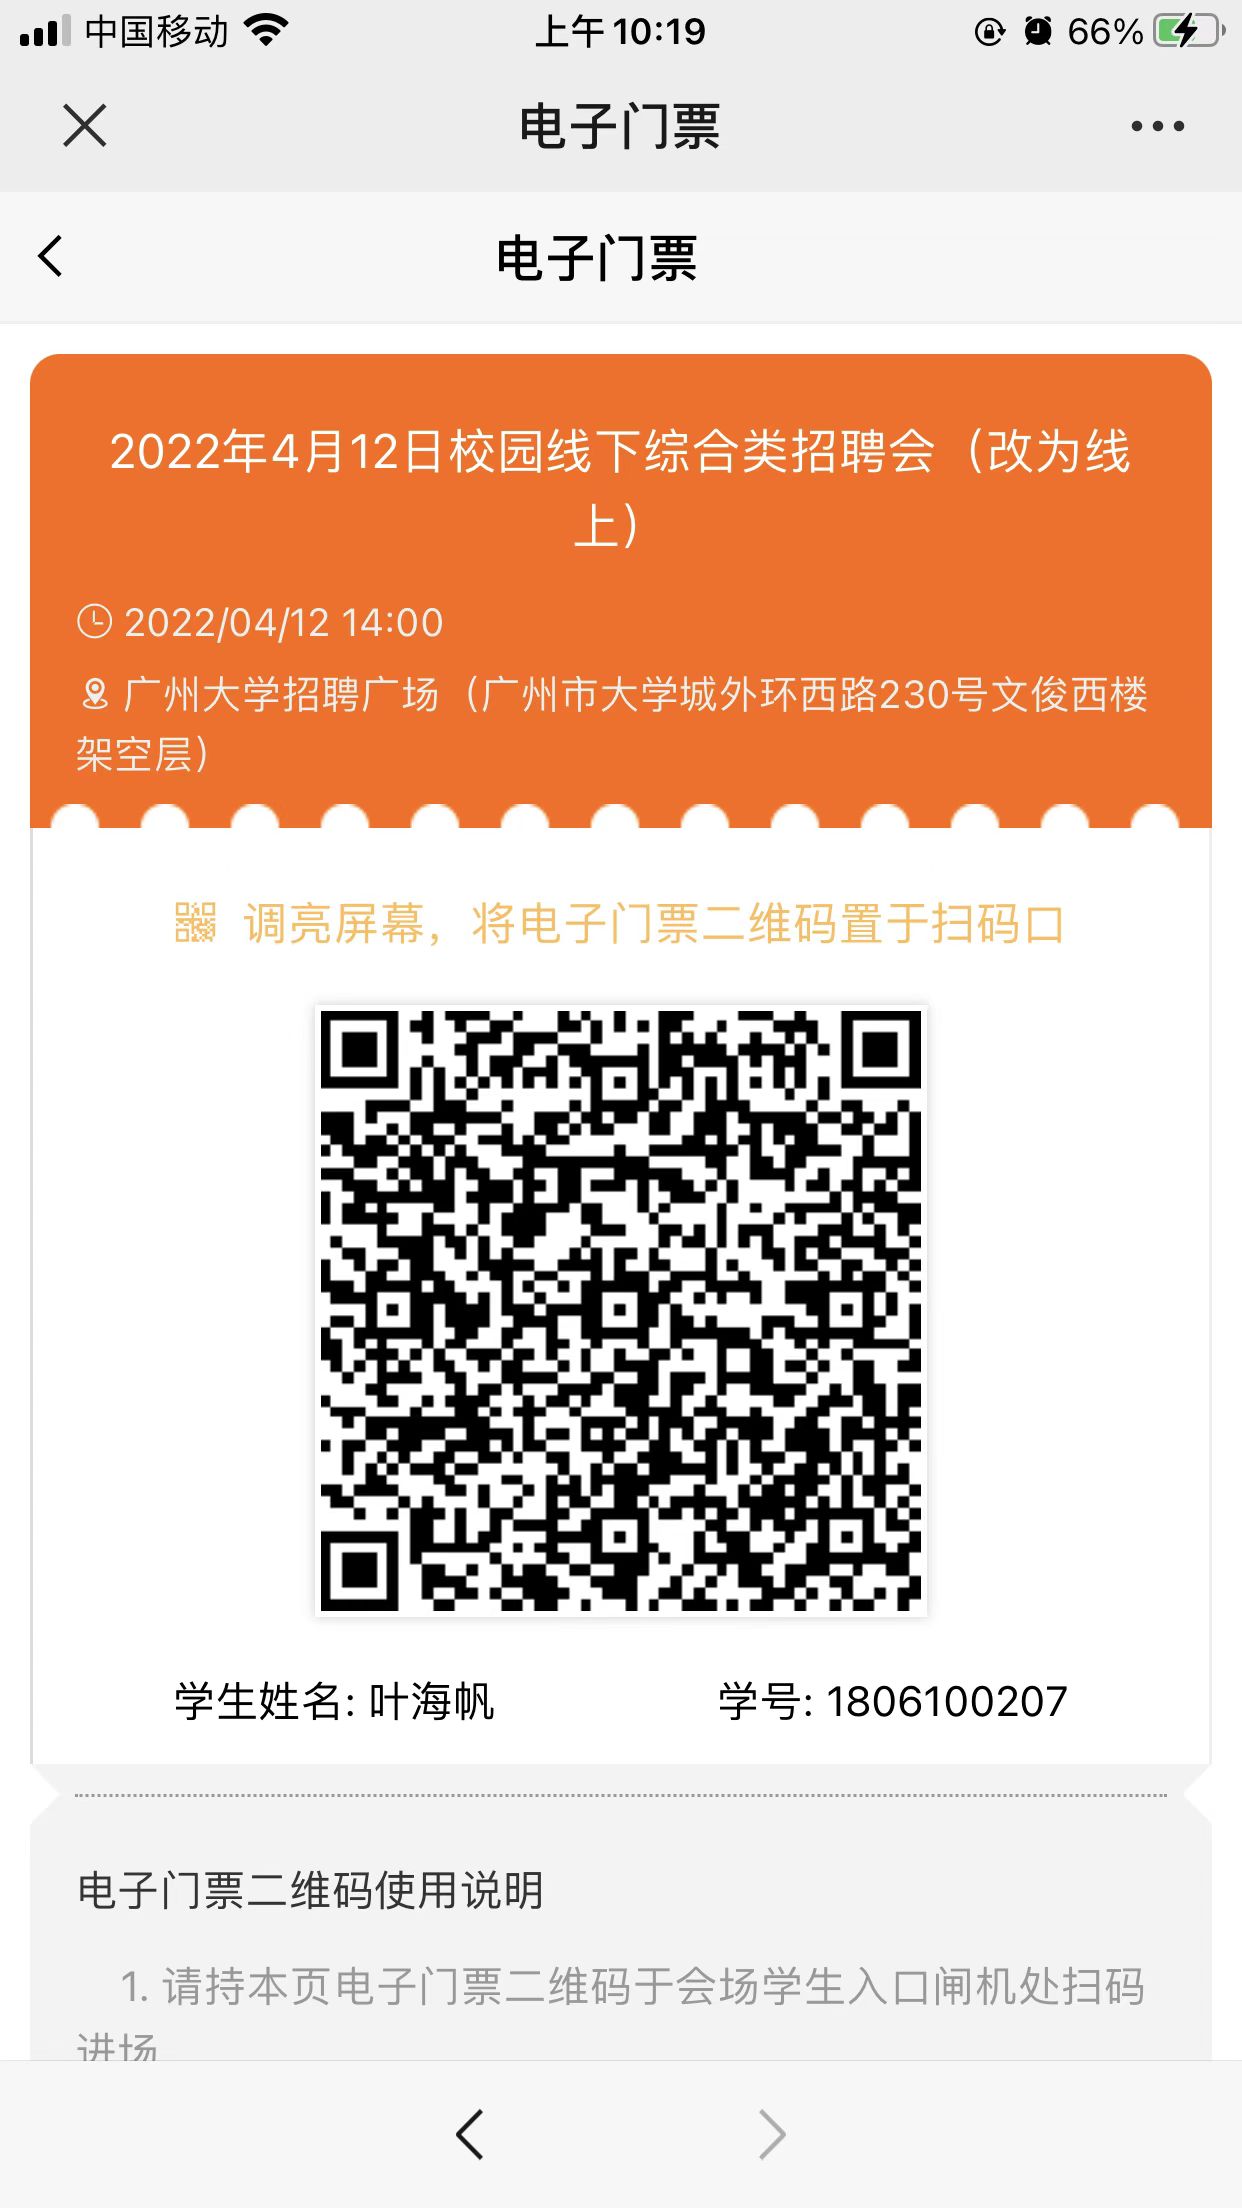 中国移动
上午 10:19
66%
电子门票
电子门票
2022年4月12日校园线下综合类招聘会（改为线
上）
2022/04/12 14:00
广州大学招聘广场（广州市大学城外环西路230号文俊西楼
架空层）
调亮屏幕，将电子门票二维码置于扫码口
学生姓名: 叶海帆
学号: 1806100207
电子门票二维码使用说明
1. 请持本页电子门票二维码于会场学生入口闸机处扫码
进场